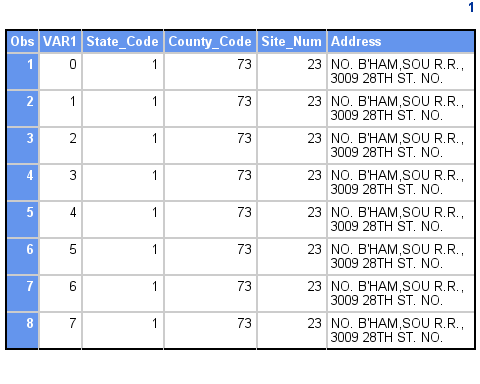 1
Obs VAR1 State_Code County_Code Site_Num Address
1 0 1 73 23 NO. B'HAM,SOU R.R.,
3009 28TH ST. NO.
2 1 1 73 23 NO. B'HAM,SOU R.R.,
3009 28TH ST. NO.
3 2 1 73 23 NO. B'HAM,SOU R.R.,
3009 28TH ST. NO.
4 3 1 73 23 NO. B'HAM,SOU R.R.,
3009 28TH ST. NO.
5 4 1 73 23 NO. B'HAM,SOU R.R.,
3009 28TH ST. NO.
6 5 1 73 23 NO. B'HAM,SOU R.R.,
3009 28TH ST. NO.
7 6 1 73 23 NO. B'HAM,SOU R.R.,
3009 28TH ST. NO.
8 7 1 73 23 NO. B'HAM,SOU R.R.,
3009 28TH ST. NO.